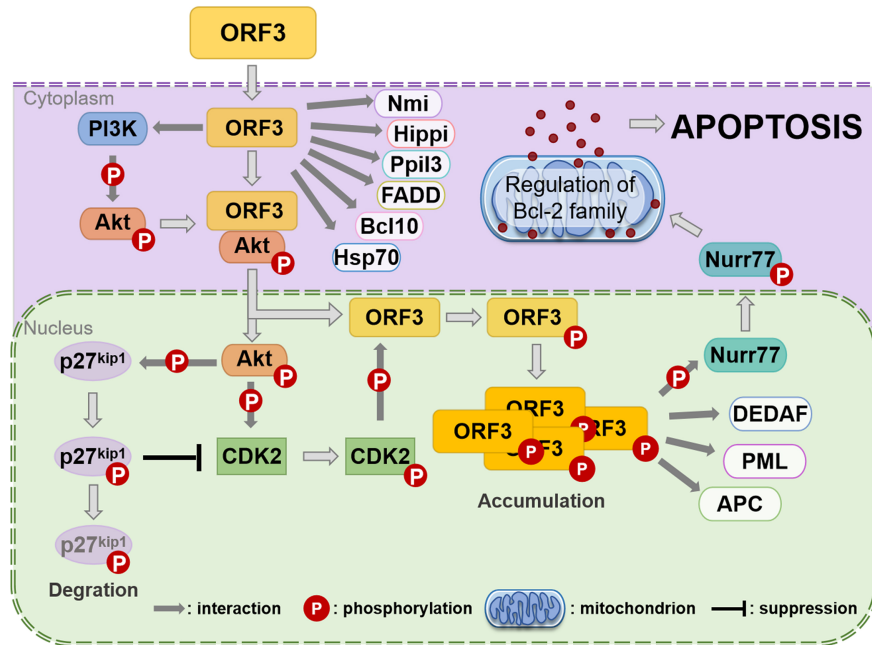 ORF3
Cytoplasm
PI3K
ORF3
Nmi
Hippi
Ppil3
FADD
Bcl10
Hsp70
P
Akt
P
ORF3
Akt
P
APOPTOSIS
Regulation of
Bcl-2 family
Nurr77
P
Nucleus
p27kip1
P
Akt
P
P
ORF3
ORF3
P
P
P
Nurr77
p27kip1
P
CDK2
CDK2
P
ORF3
ORF3
ORF3
ORF3
P
P
P
P
Accumulation
DEDAF
PML
APC
p27kip1
P
Degration
: interaction
P
: phosphorylation
: mitochondrion
: suppression